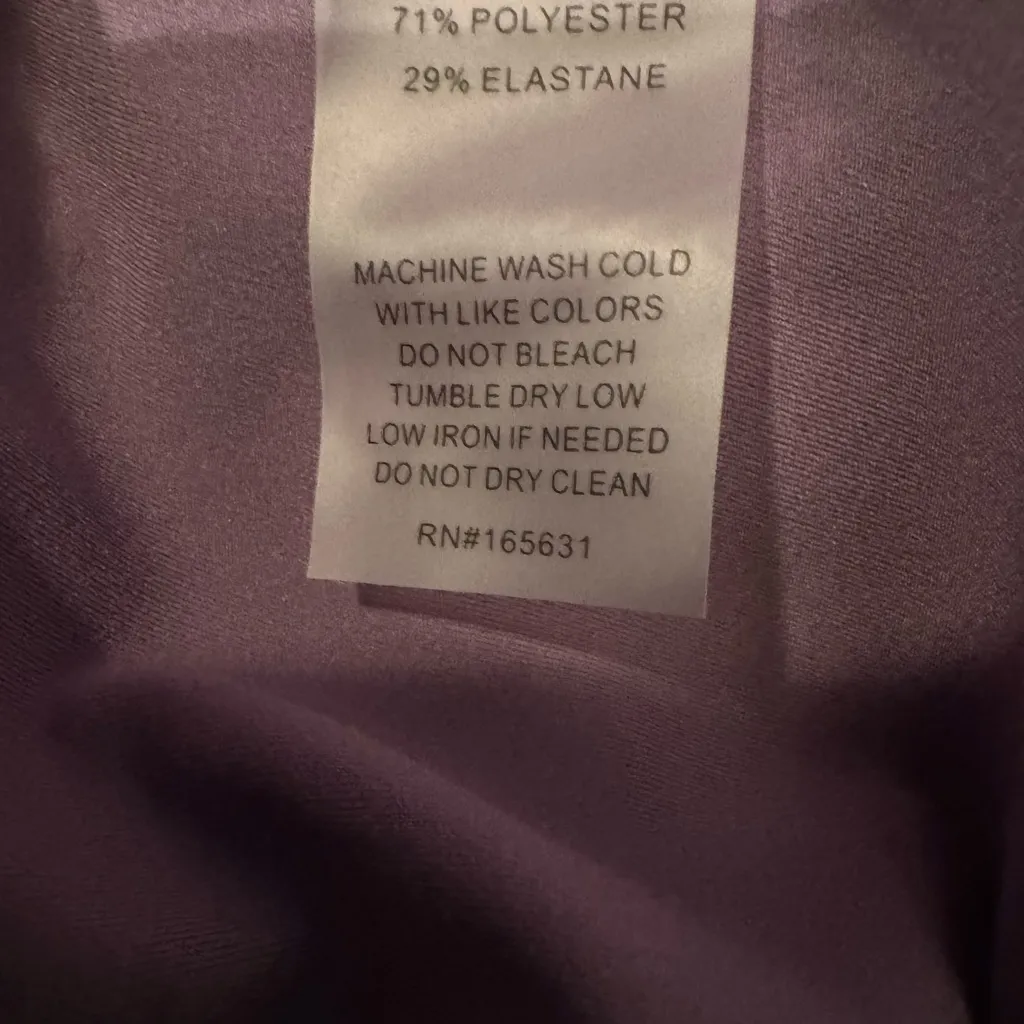 71% POLYESTER
29% ELASTANE
MACHINE WASH COLD
WITH LIKE COLORS
DO NOT BLEACH
TUMBLE DRY LOW
LOW IRON IF NEEDED
DO NOT DRY CLEAN
RN#165631